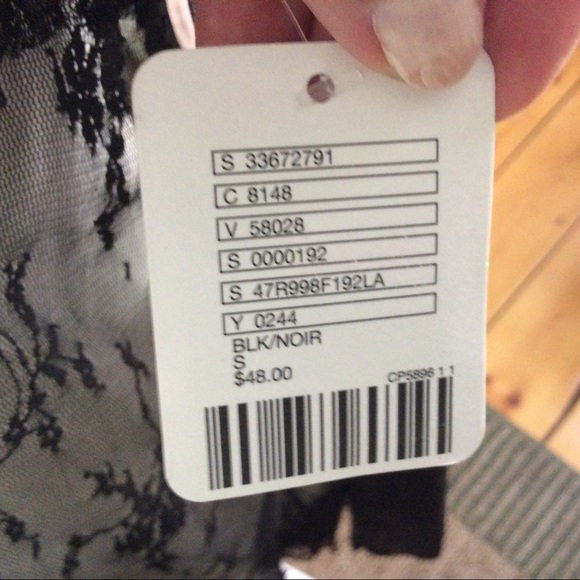 S 33672791
C 8148
V 58028
S 0000192
S 47R998F192LA
Y 0244
BLK/NOIR
S
$48.00
CP5896 1 1